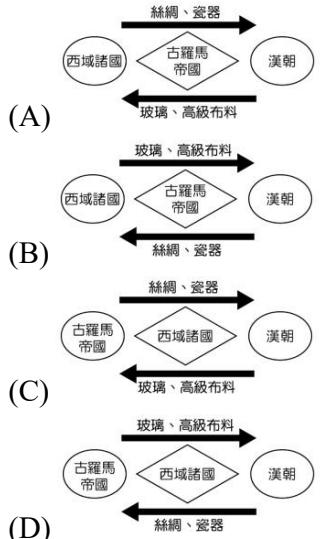 絲綢、瓷器
西域諸國
古羅馬
帝國
漢朝
玻璃、高級布料
(A)
玻璃、高級布料
西域諸國
古羅馬
帝國
漢朝
絲綢、瓷器
(B)
絲綢、瓷器
古羅馬
帝國
西域諸國
漢朝
玻璃、高級布料
(C)
玻璃、高級布料
古羅馬
帝國
西域諸國
漢朝
絲綢、瓷器
(D)